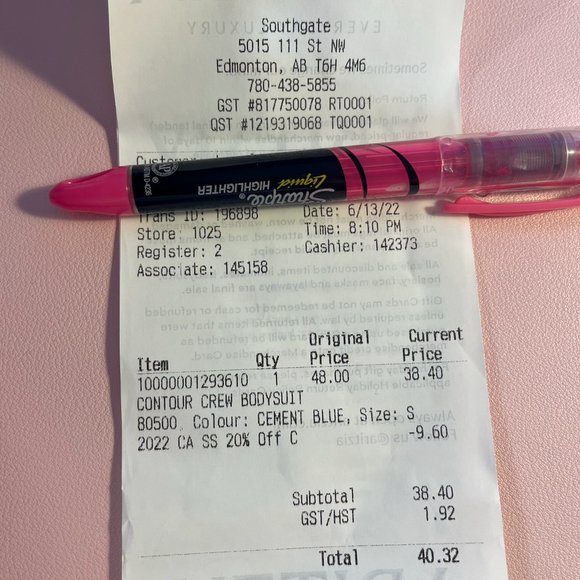 Southgate
5015 111 St NW
Edmonton, AB T6H 4M6
780-438-5855
GST #817750078 RT0001
QST #1219319068 TQ0001
Customer
Sharpie
Liquid
HIGHLIGHTER
Trans ID: 196898 Date: 6/13/22
Store: 1025 Time: 8:10 PM
Register: 2 Cashier: 142373
Associate: 145158
Original Current
Item Qty Price Price
10000001293610 1 48.00 38.40
CONTOUR CREW BODYSUIT
80500, Colour: CEMENT BLUE, Size: S
2022 CA SS 20% Off C -9.60
Subtotal 38.40
GST/HST 1.92
Total 40.32